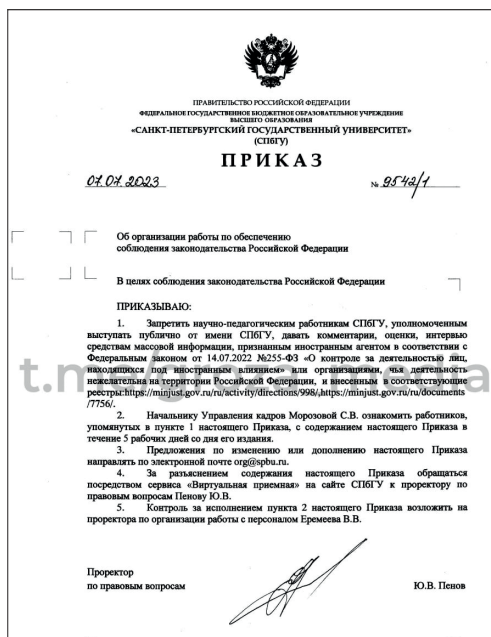 ПРАВИТЕЛЬСТВО РОССИЙСКОЙ ФЕДЕРАЦИИ
ФЕДЕРАЛЬНОЕ ГОСУДАРСТВЕННОЕ БЮДЖЕТНОЕ ОБРАЗОВАТЕЛЬНОЕ УЧРЕЖДЕНИЕ
ВЫСШЕГО ОБРАЗОВАНИЯ
«САНКТ-ПЕТЕРБУРГСКИЙ ГОСУДАРСТВЕННЫЙ УНИВЕРСИТЕТ»
(СПбГУ)
ПРИКАЗ
07.07.2023 № 9542/1
Об организации работы по обеспечению
соблюдения законодательства Российской Федерации
В целях соблюдения законодательства Российской Федерации
ПРИКАЗЫВАЮ:
1. Запретить научно-педагогическим работникам СПбГУ, уполномоченным
выступать публично от имени СПбГУ, давать комментарии, оценки, интервью
средствам массовой информации, признанным иностранным агентом в соответствии с
Федеральным законом от 14.07.2022 №255-ФЗ «О контроле за деятельностью лиц,
находящихся под иностранным влиянием» или организациями, чья деятельность
нежелательна на территории Российской Федерации, и внесенным в соответствующие
реестры:https://minjust.gov.ru/ru/activity/directions/998/,https://minjust.gov.ru/ru/documents
/7756/.
2. Начальнику Управления кадров Морозовой С.В. ознакомить работников,
упомянутых в пункте 1 настоящего Приказа, с содержанием настоящего Приказа в
течение 5 рабочих дней со дня его издания.
3. Предложения по изменению или дополнению настоящего Приказа
направлять по электронной почте org@spbu.ru.
4. За разъяснением содержания настоящего Приказа обращаться
посредством сервиса «Виртуальная приемная» на сайте СПбГУ к проректору по
правовым вопросам Пенову Ю.В.
5. Контроль за исполнением пункта 2 настоящего Приказа возложить на
проректора по организации работы с персоналом Еремеева В.В.
Проректор
по правовым вопросам Ю.В. Пенов